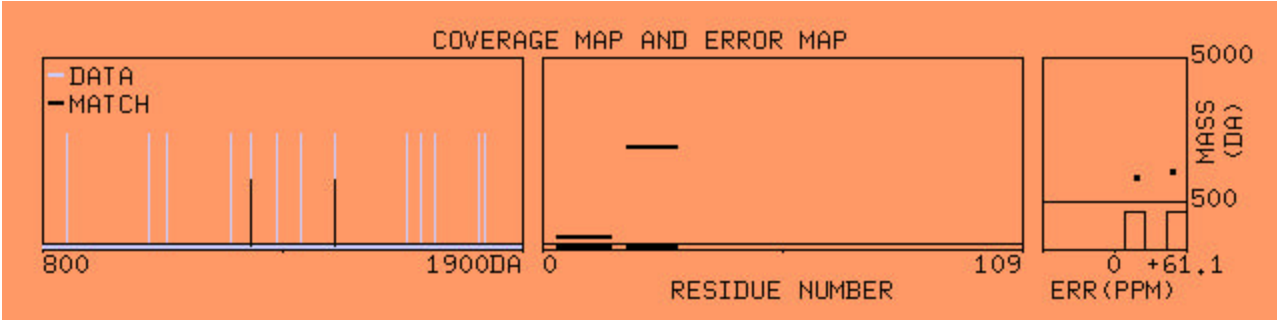 COVERAGE MAP AND ERROR MAP
DATA
MATCH
800
1900DA
0
109
RESIDUE NUMBER
5000
500
MASS
(DA)
0
+61.1
ERR(PPM)